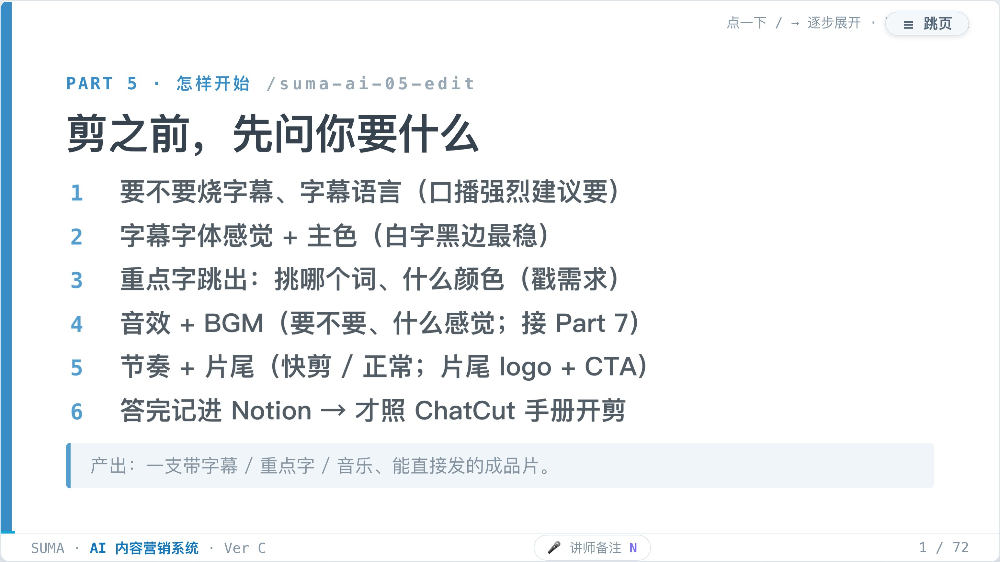 点一下 / → 逐步展开 ·
≡ 跳页
PART 5 · 怎样开始 /suma-ai-05-edit
剪之前，先问你要什么
1 要不要烧字幕、字幕语言（口播强烈建议要）
2 字幕字体感觉 + 主色（白字黑边最稳）
3 重点字跳出：挑哪个词、什么颜色（戳需求）
4 音效 + BGM（要不要、什么感觉；接 Part 7）
5 节奏 + 片尾（快剪 / 正常；片尾 logo + CTA）
6 答完记进 Notion → 才照 ChatCut 手册开剪
产出：一支带字幕 / 重点字 / 音乐、能直接发的成品片。
SUMA · AI 内容营销系统 · Ver C
🎤 讲师备注 N
1 / 72